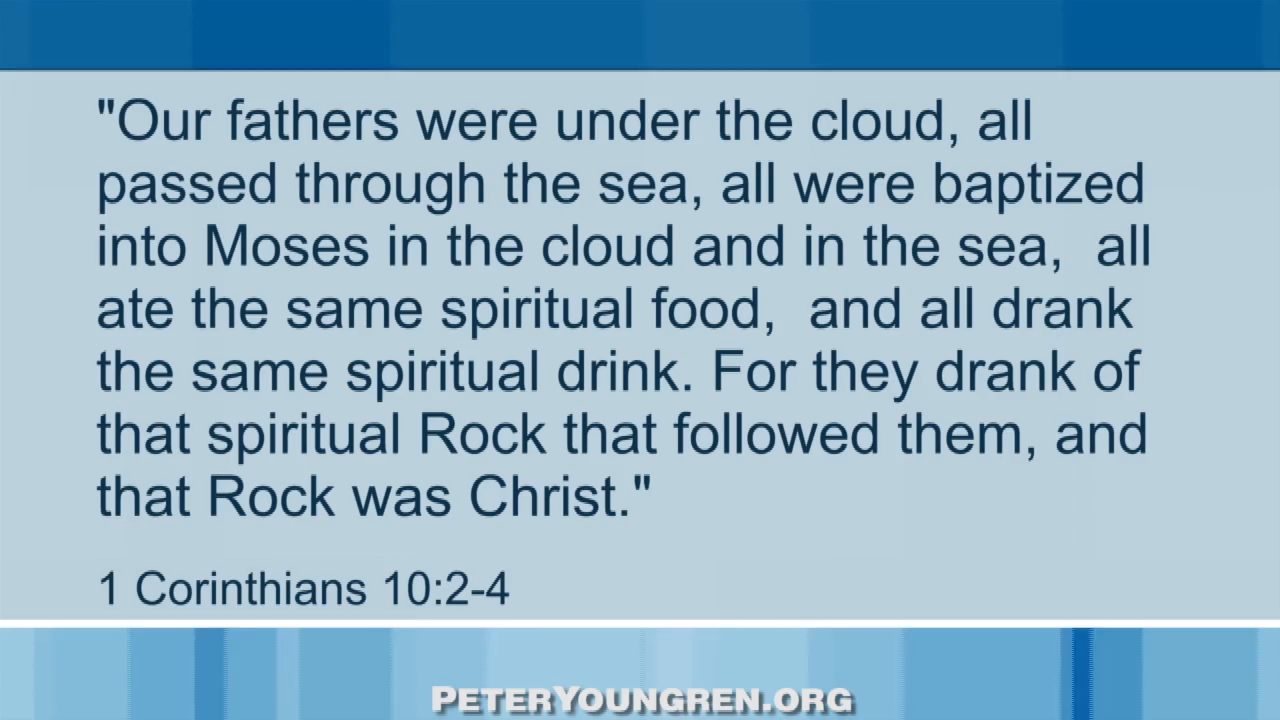 "Our fathers were under the cloud, all
passed through the sea, all were baptized
into Moses in the cloud and in the sea,  all
ate the same spiritual food,  and all drank
the same spiritual drink. For they drank of
that spiritual Rock that followed them, and
that Rock was Christ."
1 Corinthians 10:2-4
PETERYOUNGREN.ORG